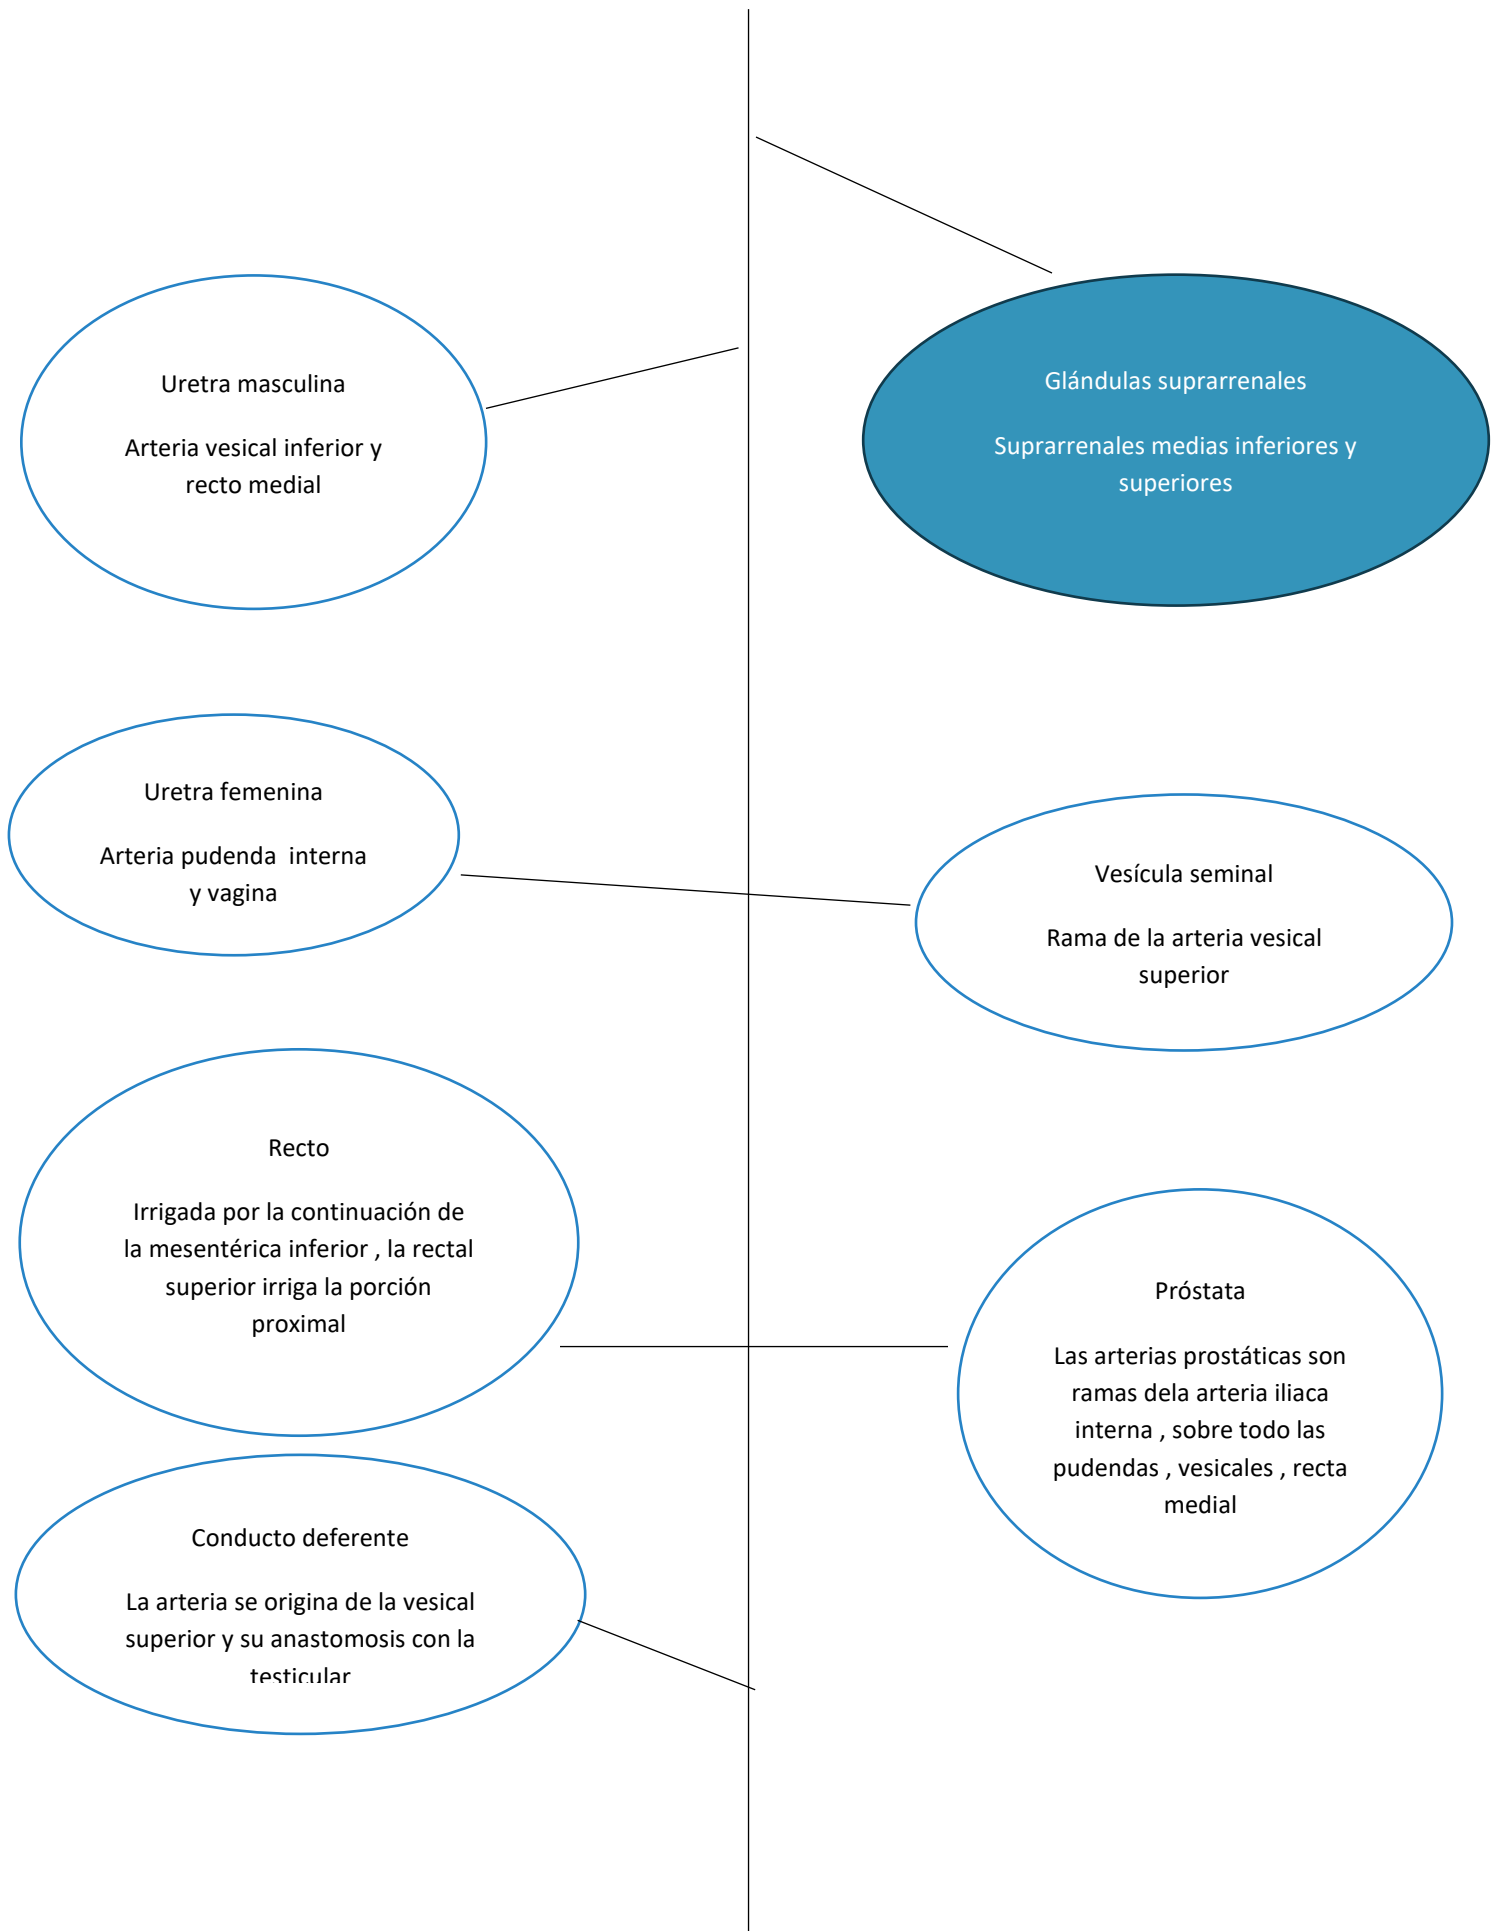 Uretra masculina
Arteria vesical inferior y
recto medial
Glándulas suprarrenales
Suprarrenales medias inferiores y
superiores
Uretra femenina
Arteria pudenda  interna
y vagina
Vesícula seminal
Rama de la arteria vesical
superior
Recto
Irrigada por la continuación de
la mesentérica inferior , la rectal
superior irriga la porción
proximal
Próstata
Las arterias prostáticas son
ramas dela arteria iliaca
interna , sobre todo las
pudendas , vesicales , recta
medial
Conducto deferente
La arteria se origina de la vesical
superior y su anastomosis con la
testicular